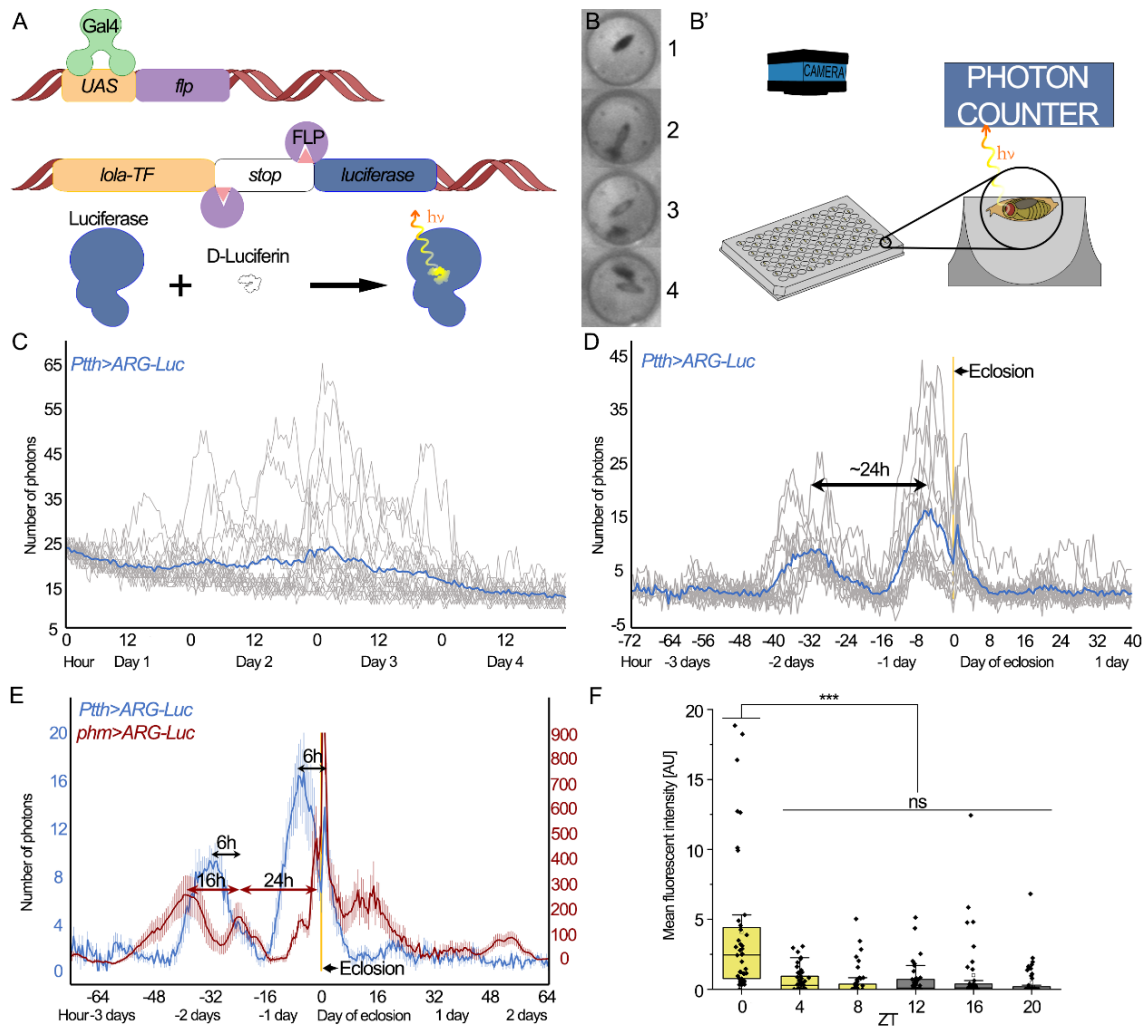 A
Gal4
UAS flp
FLP
lola-TF stop luciferase
Luciferase
D-Luciferin
+
hν
B
1
2
3
4
B'
CAMERA
PHOTON
COUNTER
hν
C
Ptth>ARG-Luc
Number of photons
65
55
45
35
25
15
5
0 12 0 12 0 12 0 12
Hour Day 1 Day 2 Day 3 Day 4
D
Ptth>ARG-Luc
Eclosion
~24h
Number of photons
45
35
25
15
5
-5
-72 -64 -56 -48 -40 -32 -24 -16 -8 0 8 16 24 32 40
Hour -3 days -2 days -1 day Day of eclosion 1 day
E
Ptth>ARG-Luc
phm>ARG-Luc
Number of photons
20
16
12
8
4
0
900
800
700
600
500
400
300
200
100
0
6h
6h
16h 24h
Eclosion
-64 -48 -32 -16 0 16 32 48 64
Hour-3 days -2 days -1 day Day of eclosion 1 day 2 days
F
***
ns
Mean fluorescent intensity [AU]
20
15
10
5
0
0 4 8 12 16 20
ZT